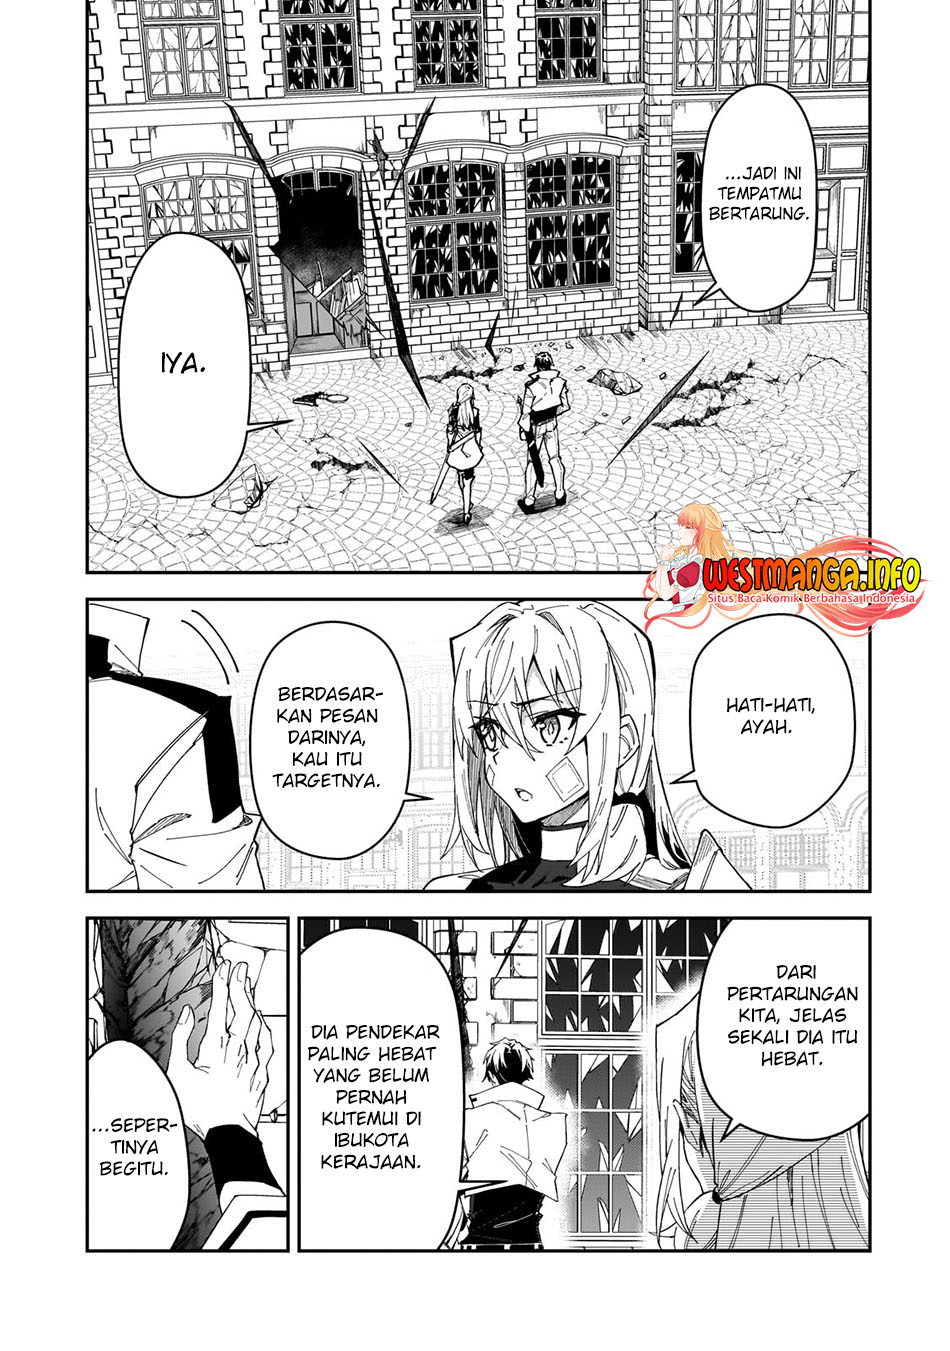 ...JADI INI
TEMPATMU
BERTARUNG.
IYA.
WESTMANGA.INFO
Situs Baca Komik Berbahasa Indonesia
HATI-HATI,
AYAH.
BERDASAR-
KAN PESAN
DARINYA,
KAU ITU
TARGETNYA.
DARI
PERTARUNGAN
KITA, JELAS
SEKALI DIA ITU
HEBAT.
DIA PENDEKAR
PALING HEBAT
YANG BELUM
PERNAH
KUTEMUI DI
IBUKOTA
KERAJAAN.
...SEPER-
TINYA
BEGITU.